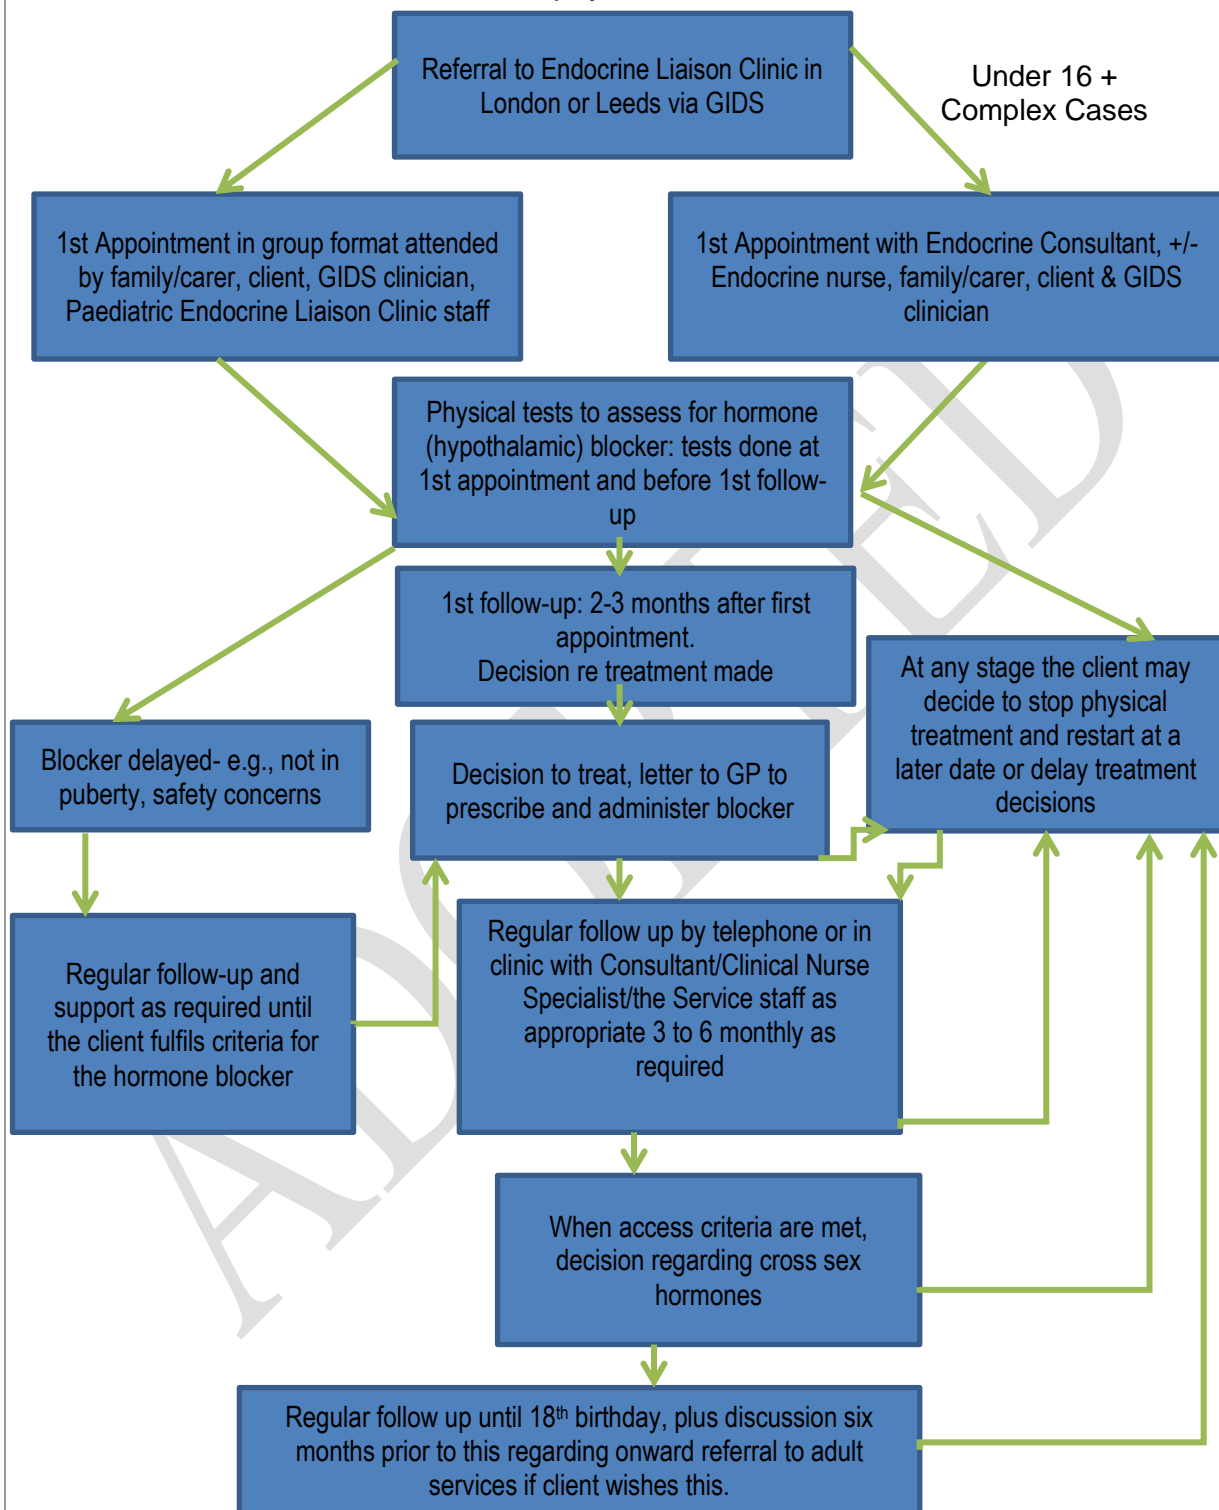 Referral to Endocrine Liaison Clinic in
London or Leeds via GIDS
Under 16 +
Complex Cases
1st Appointment in group format attended
by family/carer, client, GIDS clinician,
Paediatric Endocrine Liaison Clinic staff
1st Appointment with Endocrine Consultant, +/-
Endocrine nurse, family/carer, client & GIDS
clinician
Physical tests to assess for hormone
(hypothalamic) blocker: tests done at
1st appointment and before 1st follow-
up
1st follow-up: 2-3 months after first
appointment.
Decision re treatment made
At any stage the client may
decide to stop physical
treatment and restart at a
later date or delay treatment
decisions
Blocker delayed- e.g., not in
puberty, safety concerns
Decision to treat, letter to GP to
prescribe and administer blocker
Regular follow-up and
support as required until
the client fulfils criteria for
the hormone blocker
Regular follow up by telephone or in
clinic with Consultant/Clinical Nurse
Specialist/the Service staff as
appropriate 3 to 6 monthly as
required
When access criteria are met,
decision regarding cross sex
hormones
Regular follow up until 18th birthday, plus discussion six
months prior to this regarding onward referral to adult
services if client wishes this.